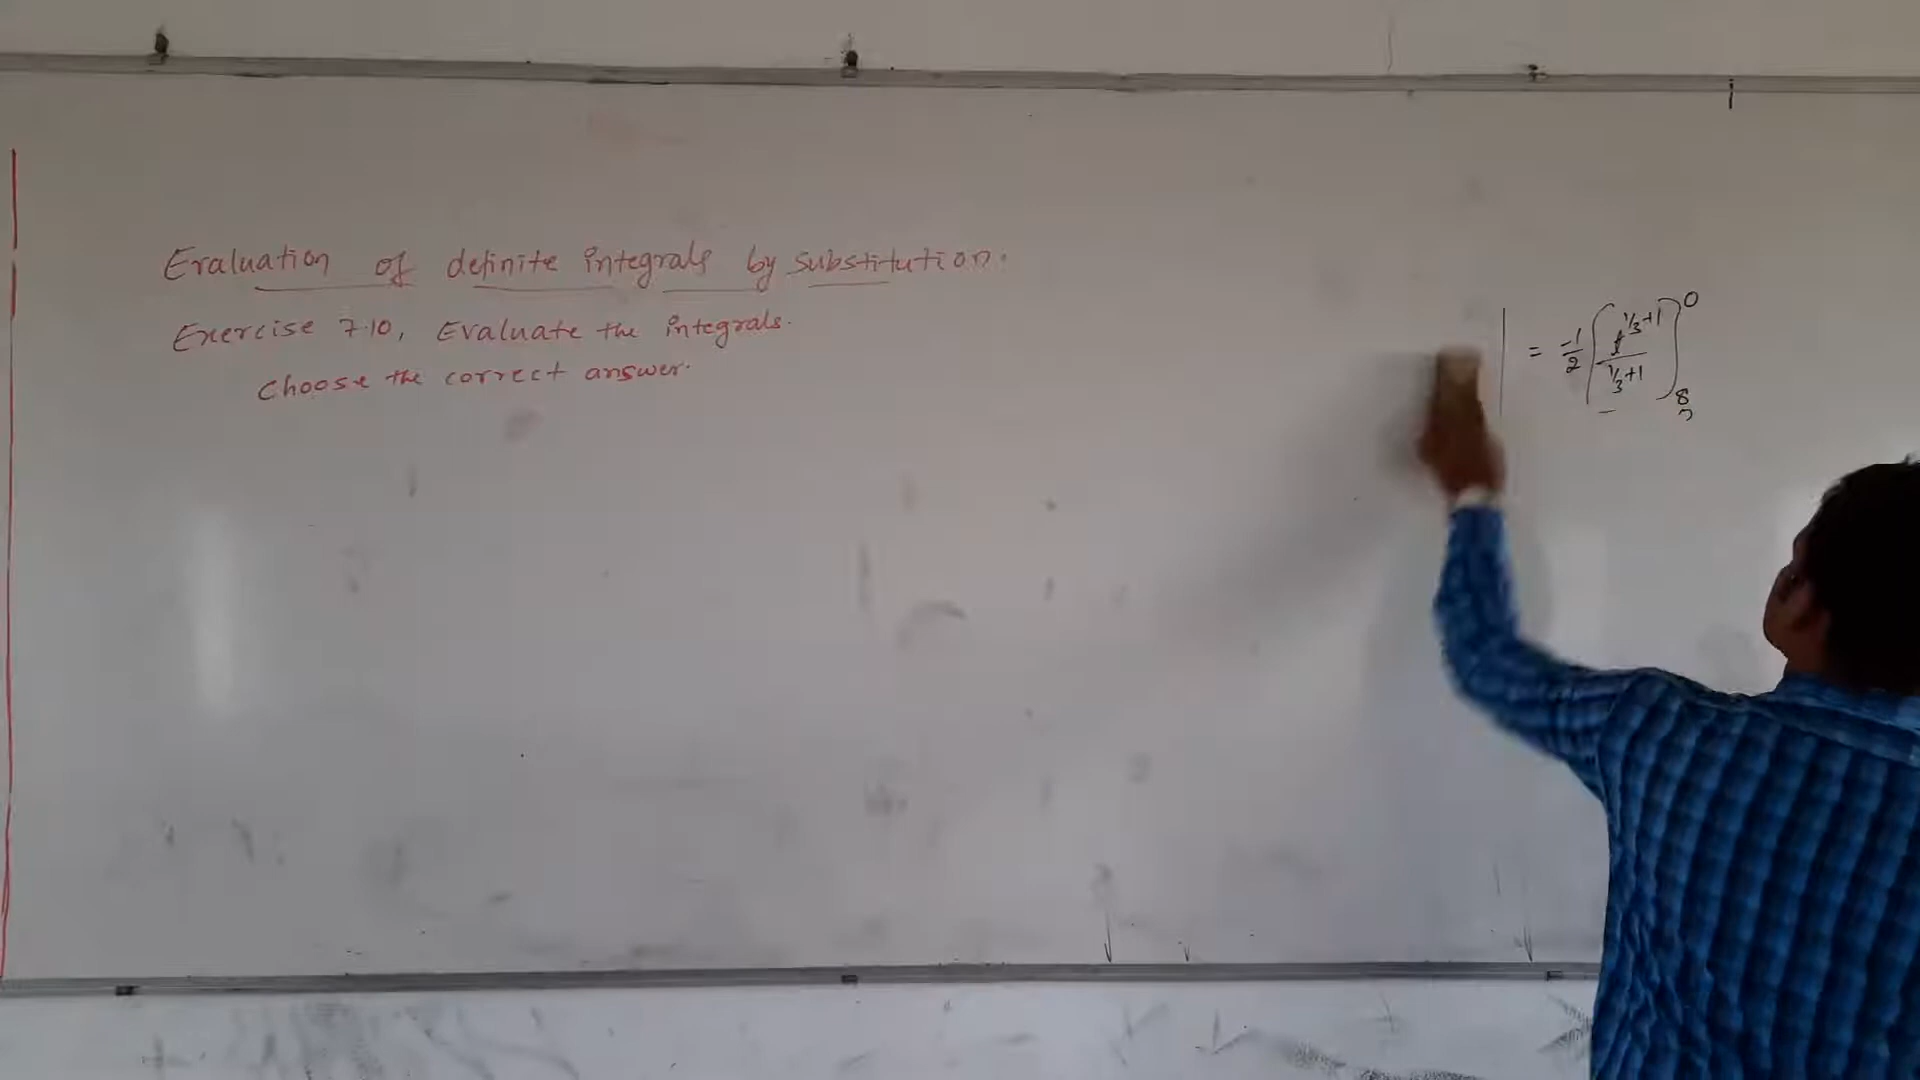 Evaluation of definite integrals by substitution.
Exercise 7.10, Evaluate the integrals.
Choose the correct answer.
= -1/2 [t^(1/3+1) / (1/3+1)]_8^0